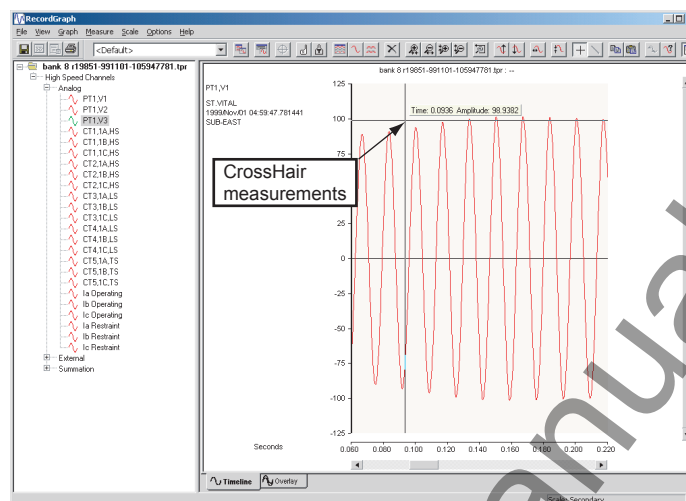 RecordGraph
File View Graph Measure Scale Options Help
<Default>
bank 8 r19851-991101-105947781.tpr
High Speed Channels
Analog
PT1,V1
PT1,V2
PT1,V3
CT1,1A,HS
CT1,1B,HS
CT1,1C,HS
CT2,1A,HS
CT2,1B,HS
CT2,1C,HS
CT3,1A,LS
CT3,1B,LS
CT3,1C,LS
CT4,1A,LS
CT4,1B,LS
CT4,1C,LS
CT5,1A,TS
CT5,1B,TS
CT5,1C,TS
Ia Operating
Ib Operating
Ic Operating
Ia Restraint
Ib Restraint
Ic Restraint
External
Summation
bank 8 r19851-991101-105947781.tpr : --
PT1,V1
ST.VITAL
1999/Nov/01 04:59:47.781441
SUB-EAST
Time: 0.0936 Amplitude: 98.9382
CrossHair
measurements
125
100
75
25
0
-25
-50
-75
-100
-125
Seconds
0.060 0.080 0.100 0.120 0.140 0.160 0.180 0.200 0.220
Timeline Overlay
Scale: Secondary